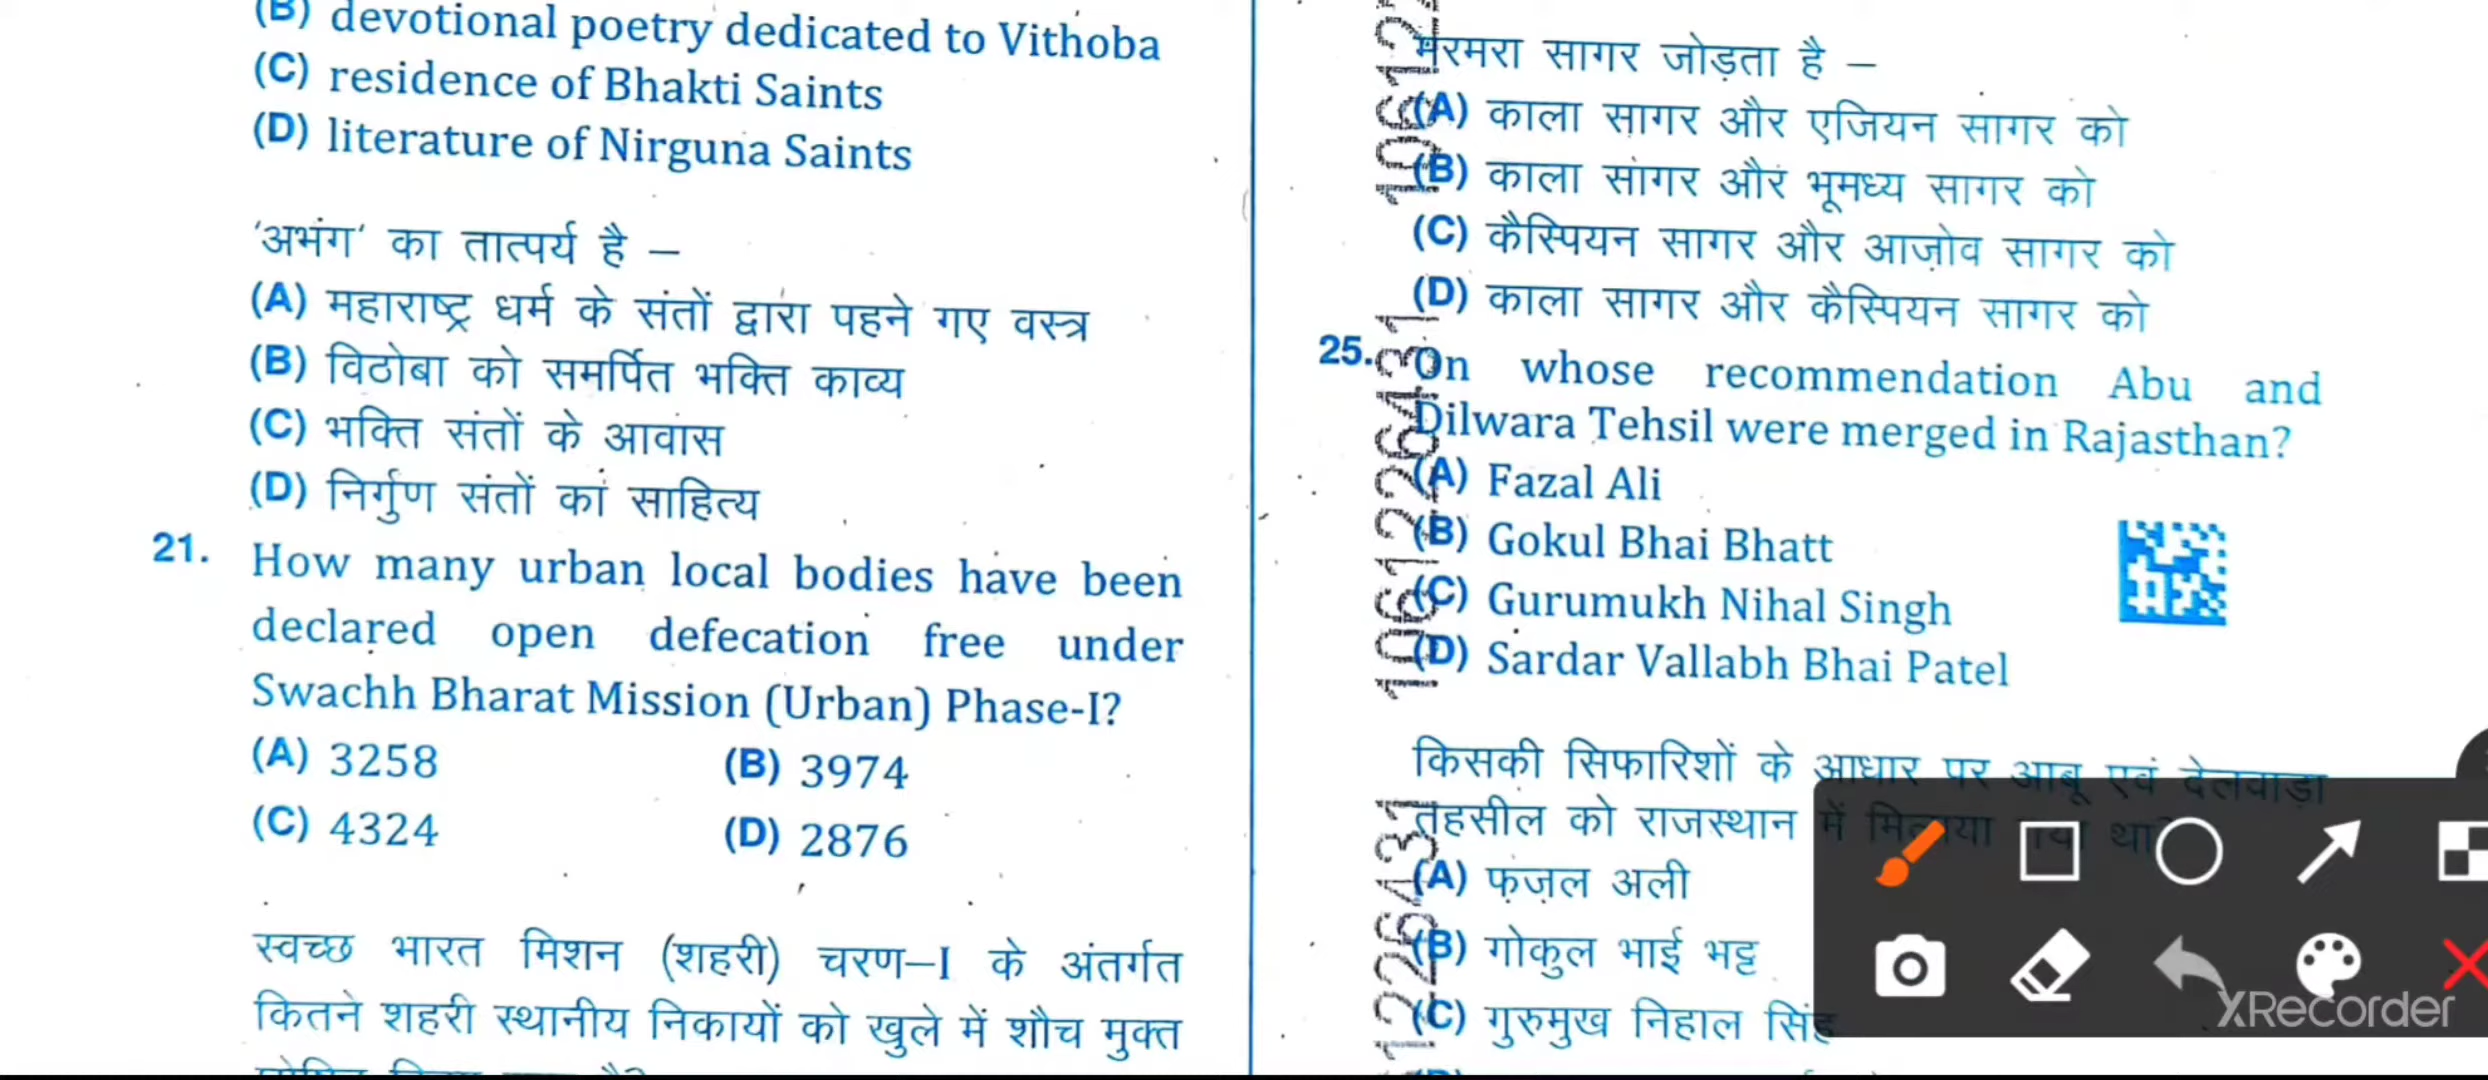 (B) devotional poetry dedicated to Vithoba
(C) residence of Bhakti Saints
(D) literature of Nirguna Saints
'अभंग' का तात्पर्य है –
(A) महाराष्ट्र धर्म के संतों द्वारा पहने गए वस्त्र
(B) विठोबा को समर्पित भक्ति काव्य
(C) भक्ति संतों के आवास
(D) निर्गुण संतों का साहित्य
21. How many urban local bodies have been
declared open defecation free under
Swachh Bharat Mission (Urban) Phase-I?
(A) 3258 (B) 3974
(C) 4324 (D) 2876
स्वच्छ भारत मिशन (शहरी) चरण–I के अंतर्गत
कितने शहरी स्थानीय निकायों को खुले में शौच मुक्त
मरमरा सागर जोड़ता है –
(A) काला सागर और एजियन सागर को
(B) काला सागर और भूमध्य सागर को
(C) कैस्पियन सागर और आज़ोव सागर को
(D) काला सागर और कैस्पियन सागर को
25. On whose recommendation Abu and
Dilwara Tehsil were merged in Rajasthan?
(A) Fazal Ali
(B) Gokul Bhai Bhatt
(C) Gurumukh Nihal Singh
(D) Sardar Vallabh Bhai Patel
किसकी सिफारिशों के आधार पर आबू एवं देलवाड़ा
तहसील को राजस्थान में मिलाया गया था
(A) फ़ज़ल अली
(B) गोकुल भाई भट्ट
(C) गुरुमुख निहाल सिंह
1061226431
XRecorder